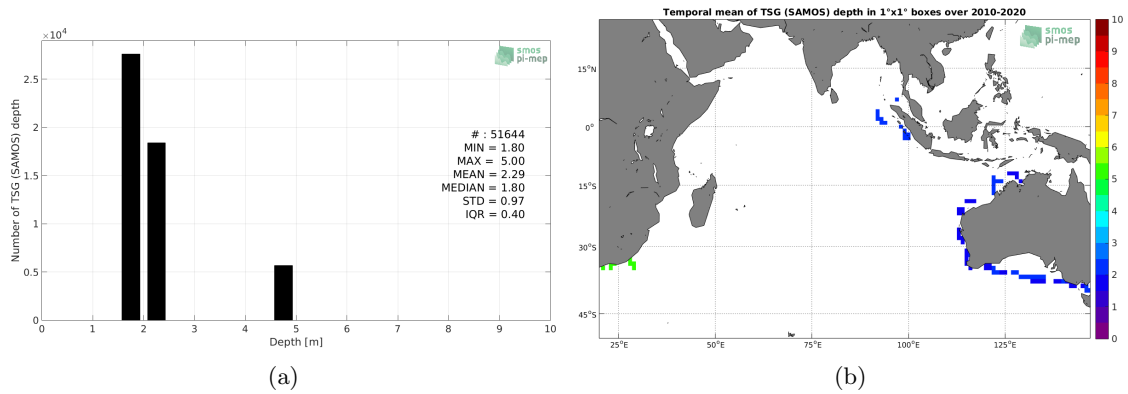 ×10⁴
smos
pi-mep
2.5
2
1.5
1
0.5
0
Number of TSG (SAMOS) depth
# : 51644
MIN = 1.80
MAX = 5.00
MEAN = 2.29
MEDIAN = 1.80
STD = 0.97
IQR = 0.40
0 1 2 3 4 5 6 7 8 9 10
Depth [m]
(a)
Temporal mean of TSG (SAMOS) depth in 1°x1° boxes over 2010-2020
smos
pi-mep
15°N
0°
15°S
30°S
45°S
25°E 50°E 75°E 100°E 125°E
10
9
8
7
6
5
4
3
2
1
0
(b)